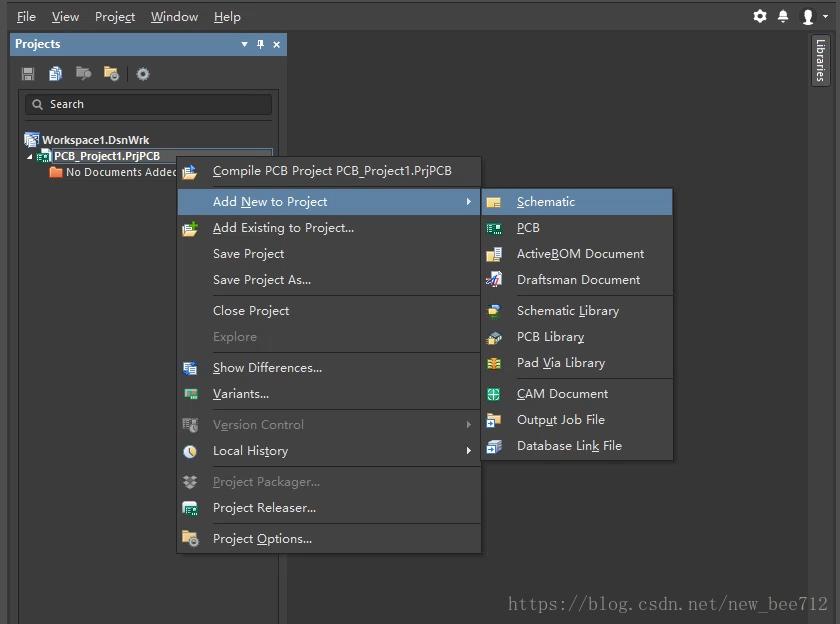 File View Project Window Help
Projects
Libraries
Search
Workspace1.DsnWrk
PCB_Project1.PrjPCB
No Documents Added
Compile PCB Project PCB_Project1.PrjPCB
Add New to Project
Add Existing to Project...
Save Project
Save Project As...
Close Project
Explore
Show Differences...
Variants...
Version Control
Local History
Project Packager...
Project Releaser...
Project Options...
Schematic
PCB
ActiveBOM Document
Draftsman Document
Schematic Library
PCB Library
Pad Via Library
CAM Document
Output Job File
Database Link File
https://blog.csdn.net/new_bee712